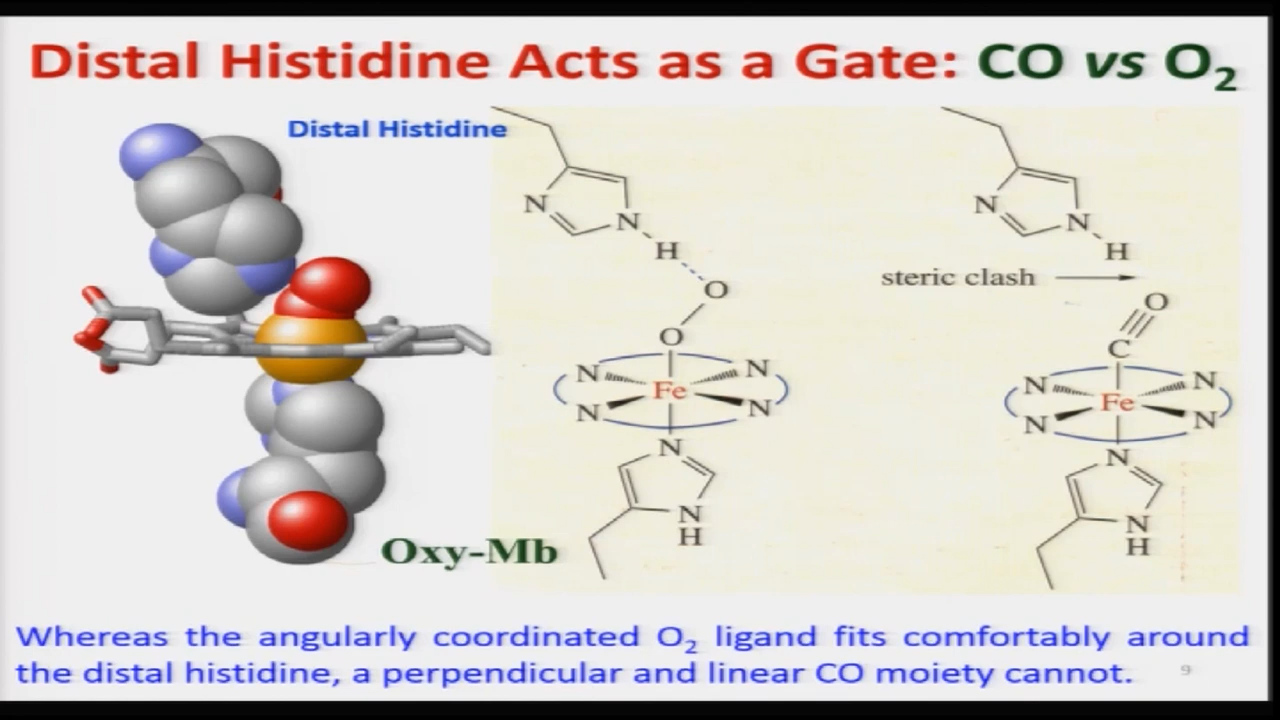 Distal Histidine Acts as a Gate: CO vs O₂
Distal Histidine
N
N
H
O
O
N
N
Fe
N
N
N
N
H
Oxy-Mb
N
N
H
steric clash
O
C
N
N
Fe
N
N
N
N
H
Whereas the angularly coordinated O₂ ligand fits comfortably around
the distal histidine, a perpendicular and linear CO moiety cannot.
9